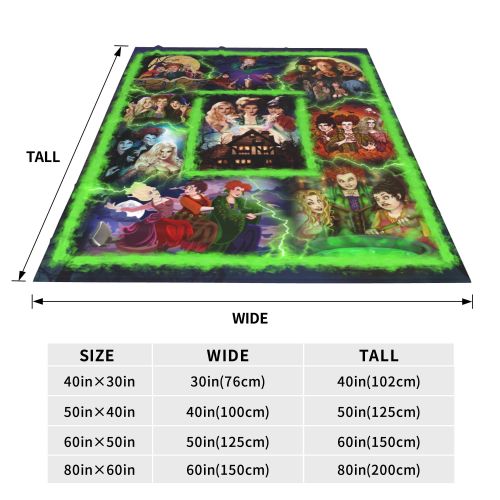 TALL
WIDE
SIZE WIDE TALL
40in×30in 30in(76cm) 40in(102cm)
50in×40in 40in(100cm) 50in(125cm)
60in×50in 50in(125cm) 60in(150cm)
80in×60in 60in(150cm) 80in(200cm)